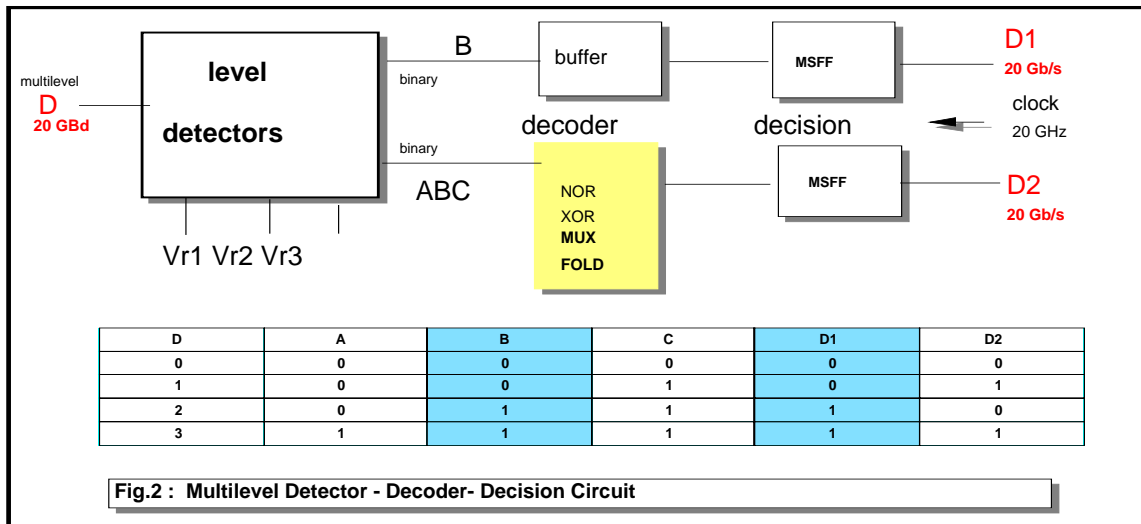 multilevel
D
20 GBd
level
detectors
Vr1 Vr2 Vr3
B
binary
binary
ABC
buffer
decoder
NOR
XOR
MUX
FOLD
MSFF
decision
MSFF
D1
20 Gb/s
clock
20 GHz
D2
20 Gb/s
D A B C D1 D2
0 0 0 0 0 0
1 0 0 1 0 1
2 0 1 1 1 0
3 1 1 1 1 1
Fig.2 : Multilevel Detector - Decoder- Decision Circuit